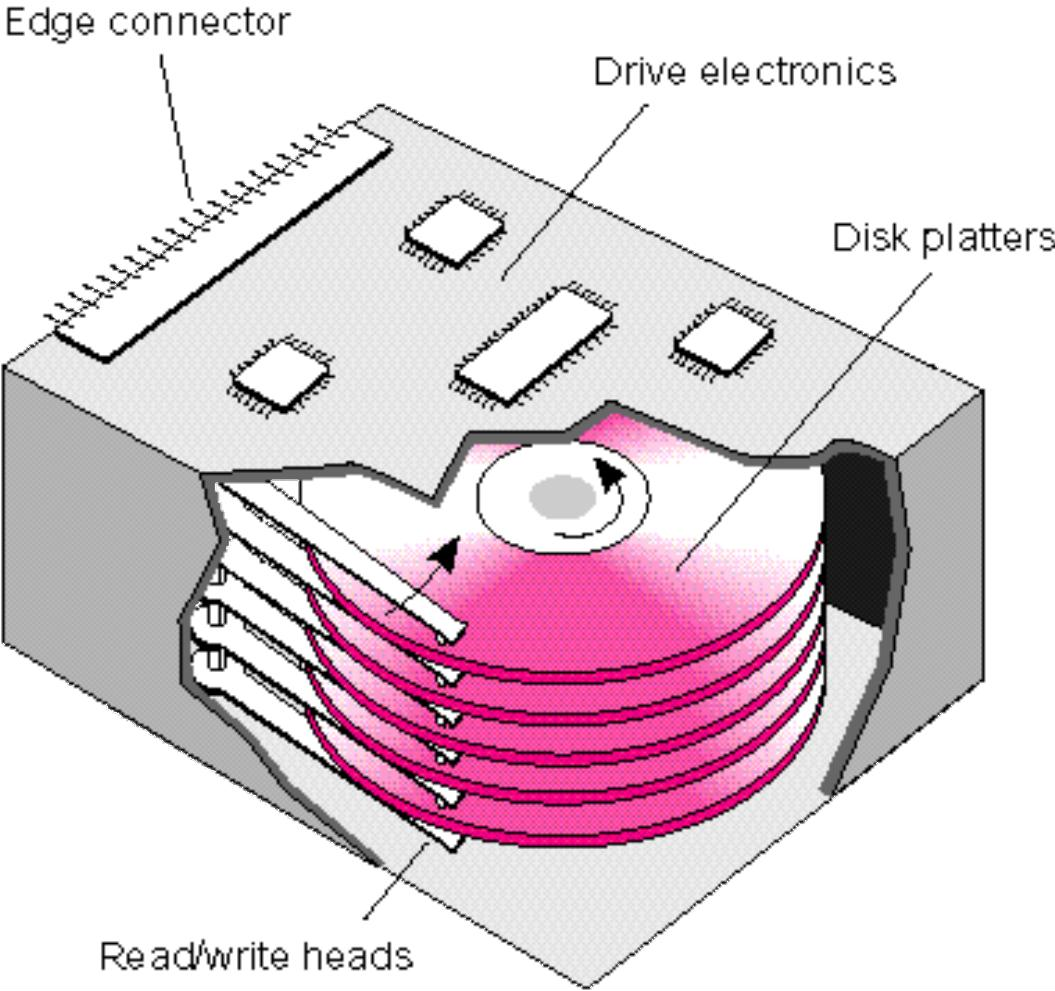 Edge connector
Drive electronics
Disk platters
Read/write heads